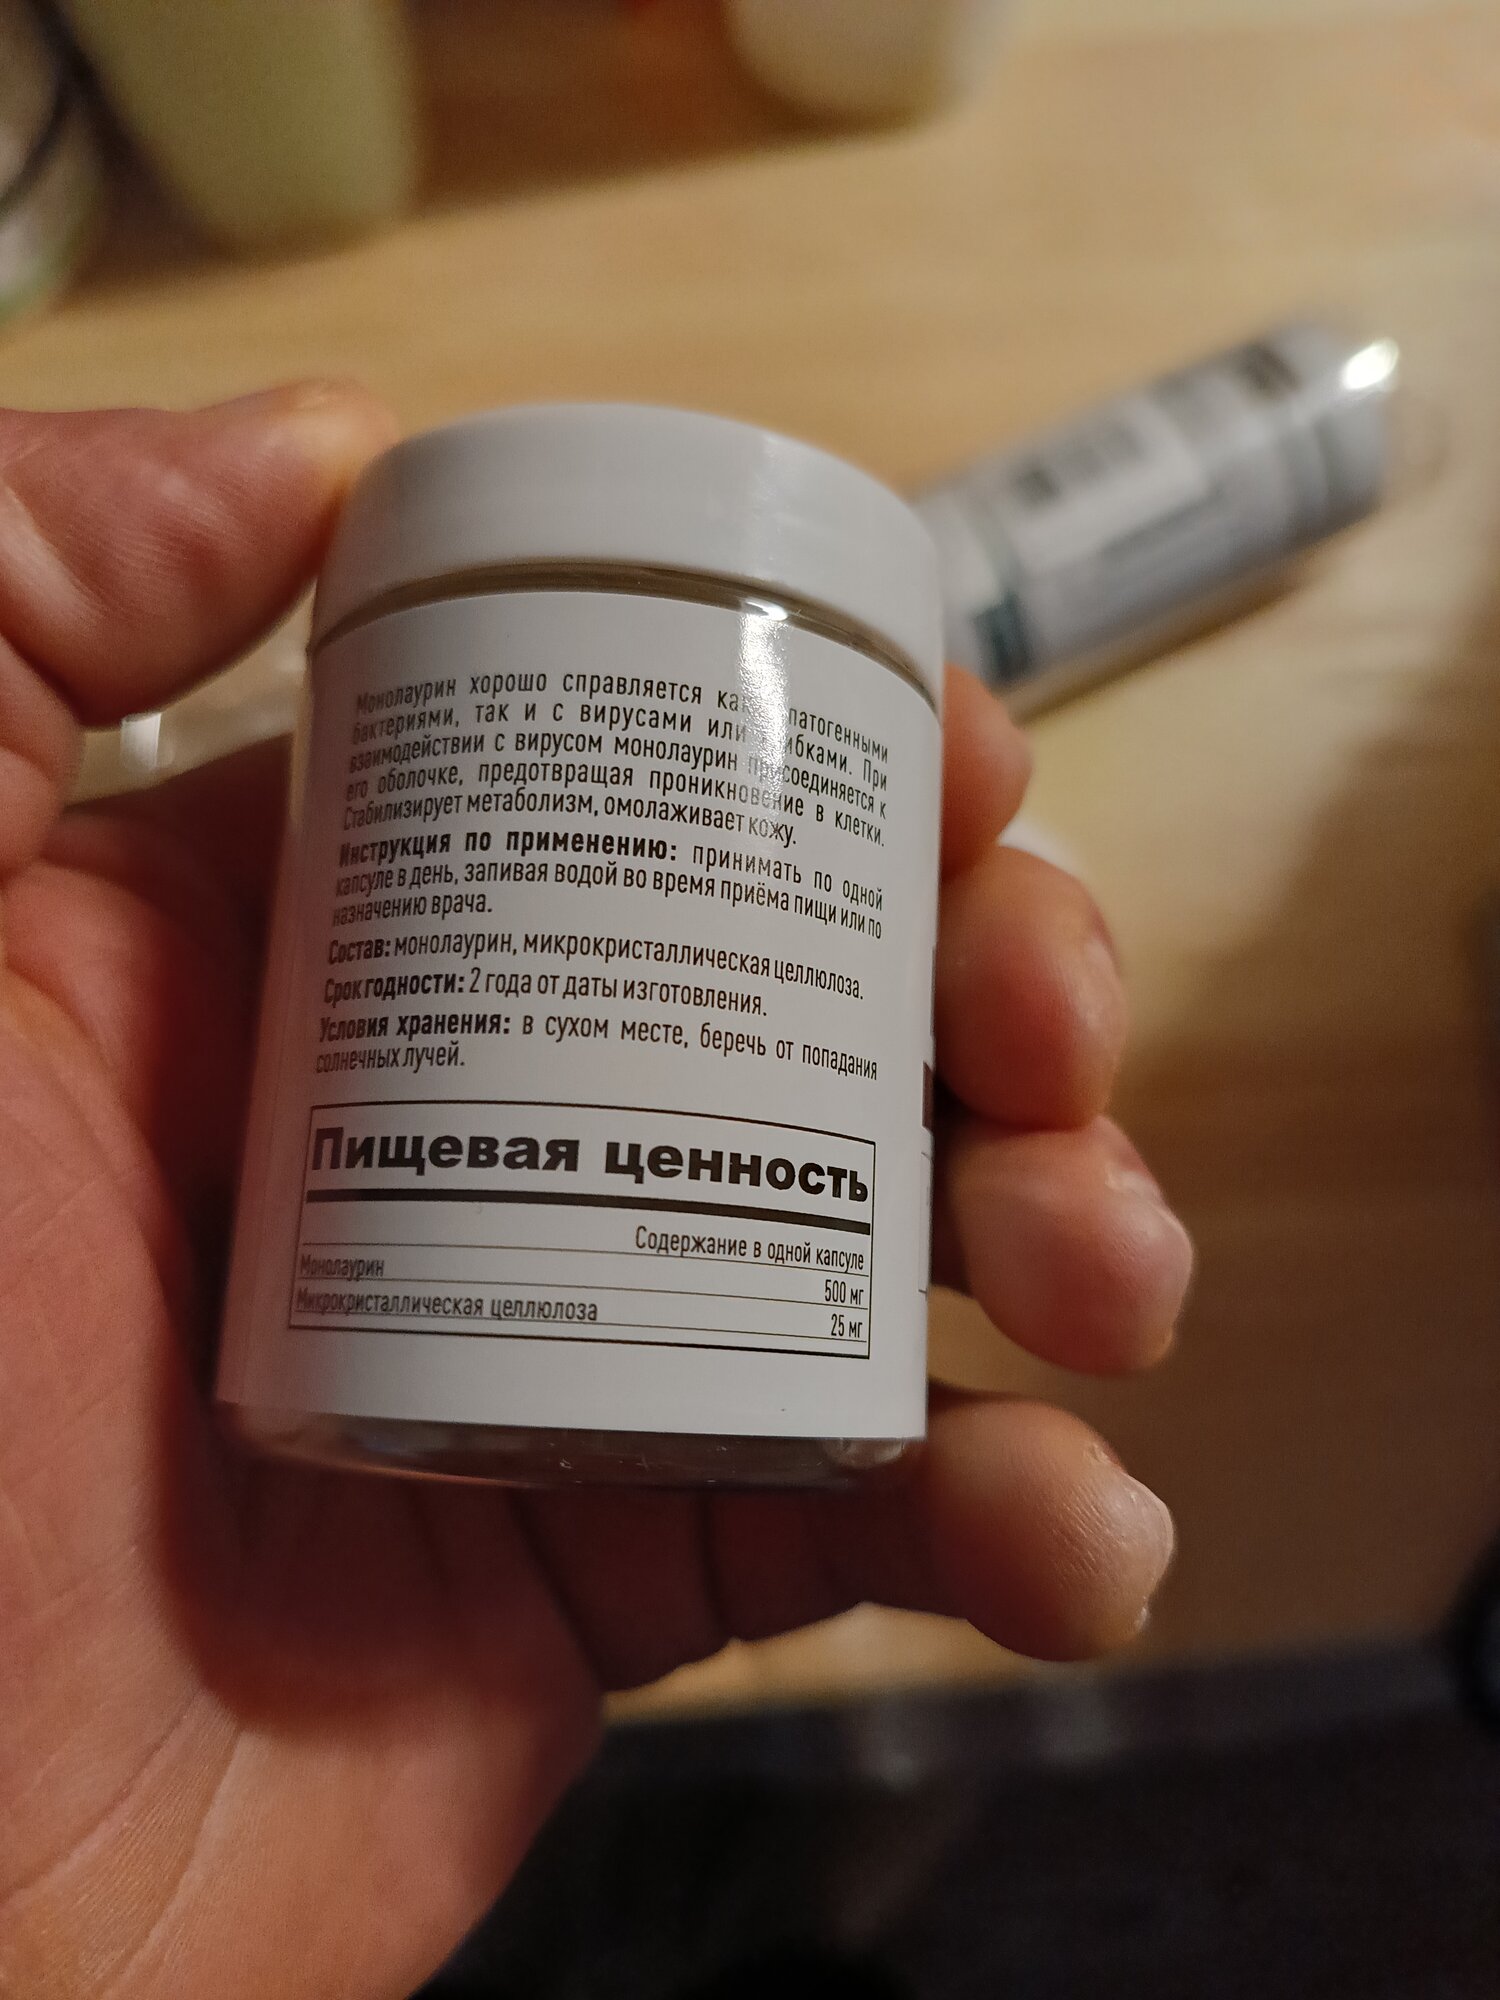 Монолаурин хорошо справляется как патогенными
бактериями, так и с вирусами или При
взаимодействии с вирусом монолаурин присоединяется к
его оболочке, предотвращая проникновение в клетки.
Стабилизирует метаболизм, омолаживает кожу.
Инструкция по применению: принимать по одной
капсуле в день, запивая водой во время приёма пищи или по
назначению врача.
Состав: монолаурин, микрокристаллическая целлюлоза.
Срок годности: 2 года от даты изготовления.
Условия хранения: в сухом месте, беречь от попадания
солнечных лучей.
Пищевая ценность
Содержание в одной капсуле
Монолаурин 500 мг
Микрокристаллическая целлюлоза 25 мг